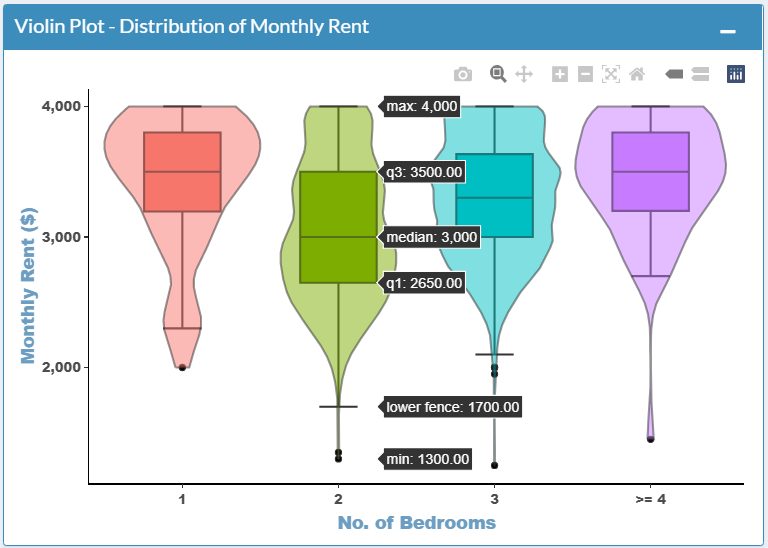 Violin Plot - Distribution of Monthly Rent
4,000
max: 4,000
q3: 3500.00
3,000
median: 3,000
q1: 2650.00
2,000
lower fence: 1700.00
min: 1300.00
Monthly Rent ($)
1
2
3
>= 4
No. of Bedrooms